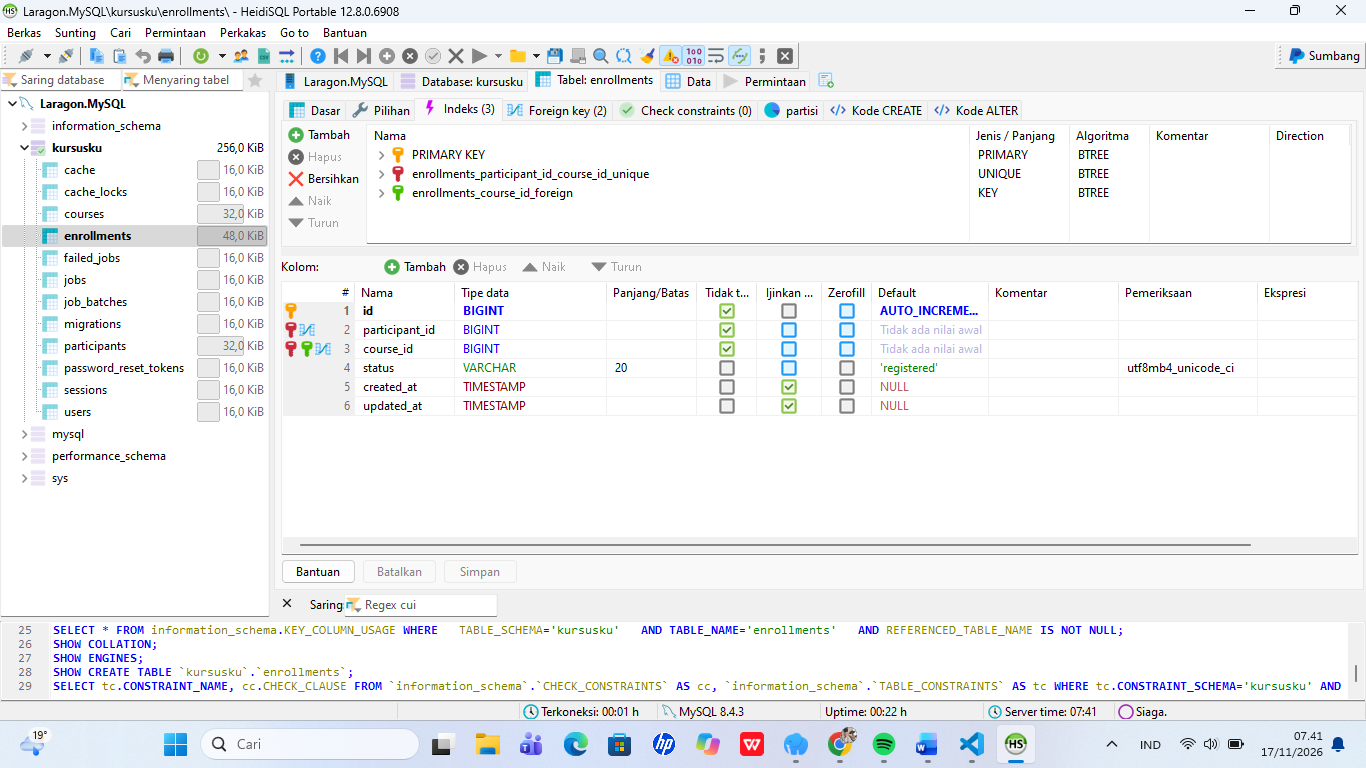 Laragon.MySQL\kursusku\enrollments\ - HeidiSQL Portable 12.8.0.6908
Berkas Sunting Cari Permintaan Perkakas Go to Bantuan
Sumbang
Saring database Menyaring tabel
Laragon.MySQL Database: kursusku Tabel: enrollments Data Permintaan
Laragon.MySQL
information_schema
kursusku 256,0 KiB
cache 16,0 KiB
cache_locks 16,0 KiB
courses 32,0 KiB
enrollments 48,0 KiB
failed_jobs 16,0 KiB
jobs 16,0 KiB
job_batches 16,0 KiB
migrations 16,0 KiB
participants 32,0 KiB
password_reset_tokens 16,0 KiB
sessions 16,0 KiB
users 16,0 KiB
mysql
performance_schema
sys
Dasar Pilihan Indeks (3) Foreign key (2) Check constraints (0) partisi Kode CREATE Kode ALTER
Tambah
Hapus
Bersihkan
Naik
Turun
Nama Jenis / Panjang Algoritma Komentar Direction
PRIMARY KEY PRIMARY BTREE
enrollments_participant_id_course_id_unique UNIQUE BTREE
enrollments_course_id_foreign KEY BTREE
Kolom: Tambah Hapus Naik Turun
# Nama Tipe data Panjang/Batas Tidak t... Ijinkan ... Zerofill Default Komentar Pemeriksaan Ekspresi
1 id BIGINT AUTO_INCREME...
2 participant_id BIGINT Tidak ada nilai awal
3 course_id BIGINT Tidak ada nilai awal
4 status VARCHAR 20 'registered' utf8mb4_unicode_ci
5 created_at TIMESTAMP NULL
6 updated_at TIMESTAMP NULL
Bantuan Batalkan Simpan
Saring: Regex cui
25 SELECT * FROM information_schema.KEY_COLUMN_USAGE WHERE TABLE_SCHEMA='kursusku' AND TABLE_NAME='enrollments' AND REFERENCED_TABLE_NAME IS NOT NULL;
26 SHOW COLLATION;
27 SHOW ENGINES;
28 SHOW CREATE TABLE `kursusku`.`enrollments`;
29 SELECT tc.CONSTRAINT_NAME, cc.CHECK_CLAUSE FROM `information_schema`.`CHECK_CONSTRAINTS` AS cc, `information_schema`.`TABLE_CONSTRAINTS` AS tc WHERE tc.CONSTRAINT_SCHEMA='kursusku' AND
Terkoneksi: 00:01 h MySQL 8.4.3 Uptime: 00:22 h Server time: 07:41 Siaga.
19° Cari IND 07.41
17/11/2026